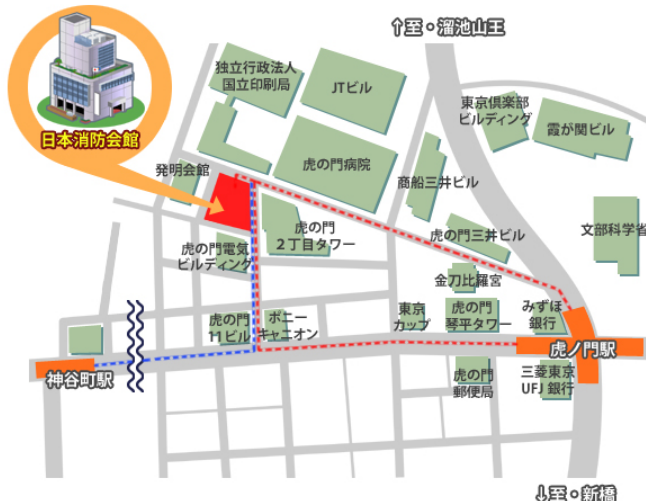 ↑至・溜池山王
独立行政法人
国立印刷局
JTビル
東京倶楽部
ビルディング
霞が関ビル
日本消防会館
発明会館
虎の門病院
商船三井ビル
虎の門
2丁目タワー
虎の門三井ビル
文部科学省
虎の門電気
ビルディング
金刀比羅宮
虎の門
11ビル
ポニー
キャニオン
東京
カップ
虎の門
琴平タワー
みずほ
銀行
虎ノ門駅
神谷町駅
虎の門
郵便局
三菱東京
UFJ 銀行
↓至・新橋